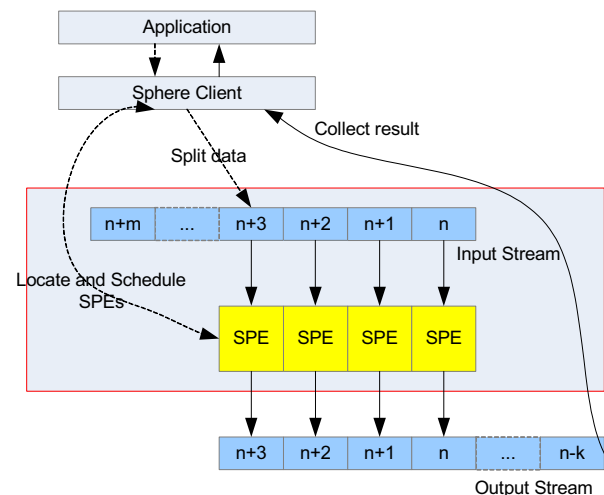 Application
Sphere Client
Collect result
Split data
n+m ... n+3 n+2 n+1 n
Input Stream
Locate and Schedule
SPEs
SPE SPE SPE SPE
n+3 n+2 n+1 n ... n-k
Output Stream